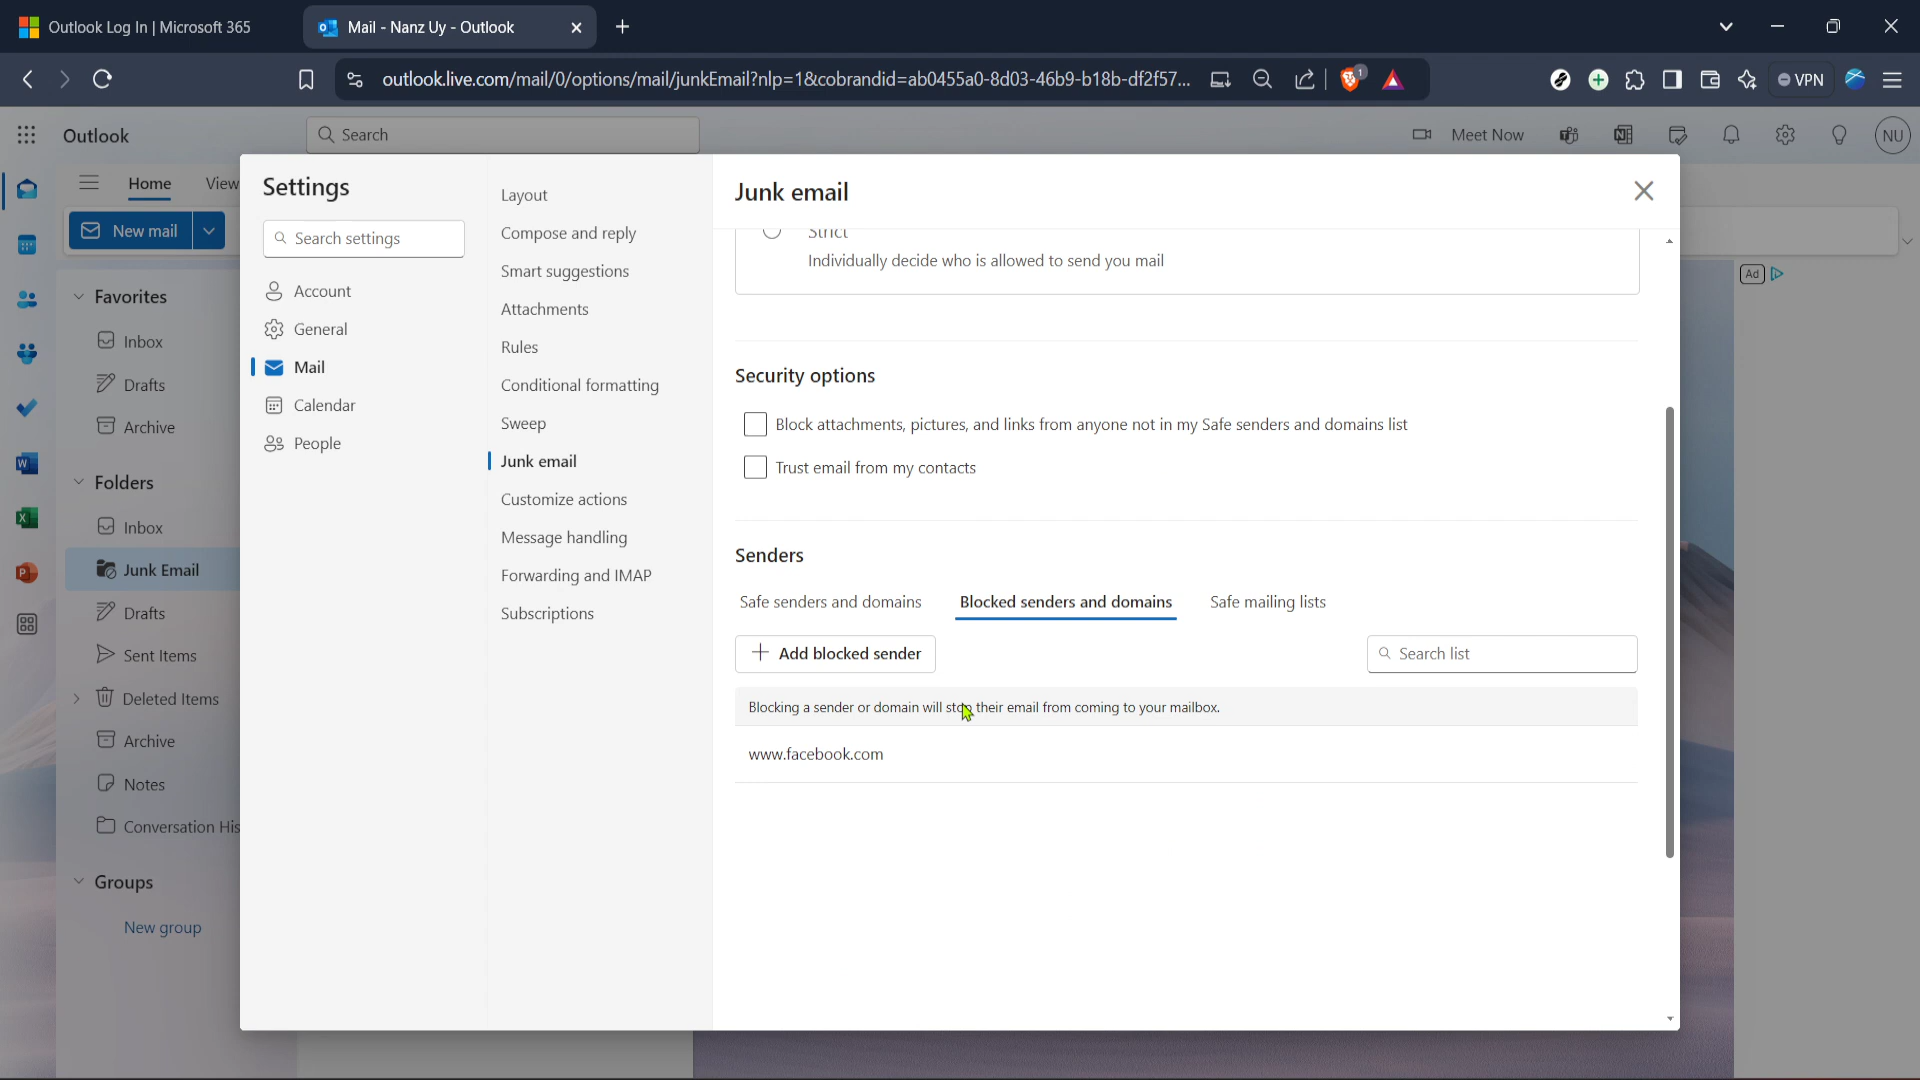 Outlook Log In | Microsoft 365
Mail - Nanz Uy - Outlook
outlook.live.com/mail/0/options/mail/junkEmail?nlp=1&cobrandid=ab0455a0-8d03-46b9-b18b-df2f57...
1
VPN
Outlook
Search
Meet Now
NU
Home
View
New mail
Favorites
Inbox
Drafts
Archive
Folders
Inbox
Junk Email
Drafts
Sent Items
Deleted Items
Archive
Notes
Conversation His
Groups
New group
Settings
Search settings
Account
General
Mail
Calendar
People
Layout
Compose and reply
Smart suggestions
Attachments
Rules
Conditional formatting
Sweep
Junk email
Customize actions
Message handling
Forwarding and IMAP
Subscriptions
Junk email
Strict
Individually decide who is allowed to send you mail
Security options
Block attachments, pictures, and links from anyone not in my Safe senders and domains list
Trust email from my contacts
Senders
Safe senders and domains
Blocked senders and domains
Safe mailing lists
Add blocked sender
Search list
Blocking a sender or domain will stop their email from coming to your mailbox.
www.facebook.com
Ad